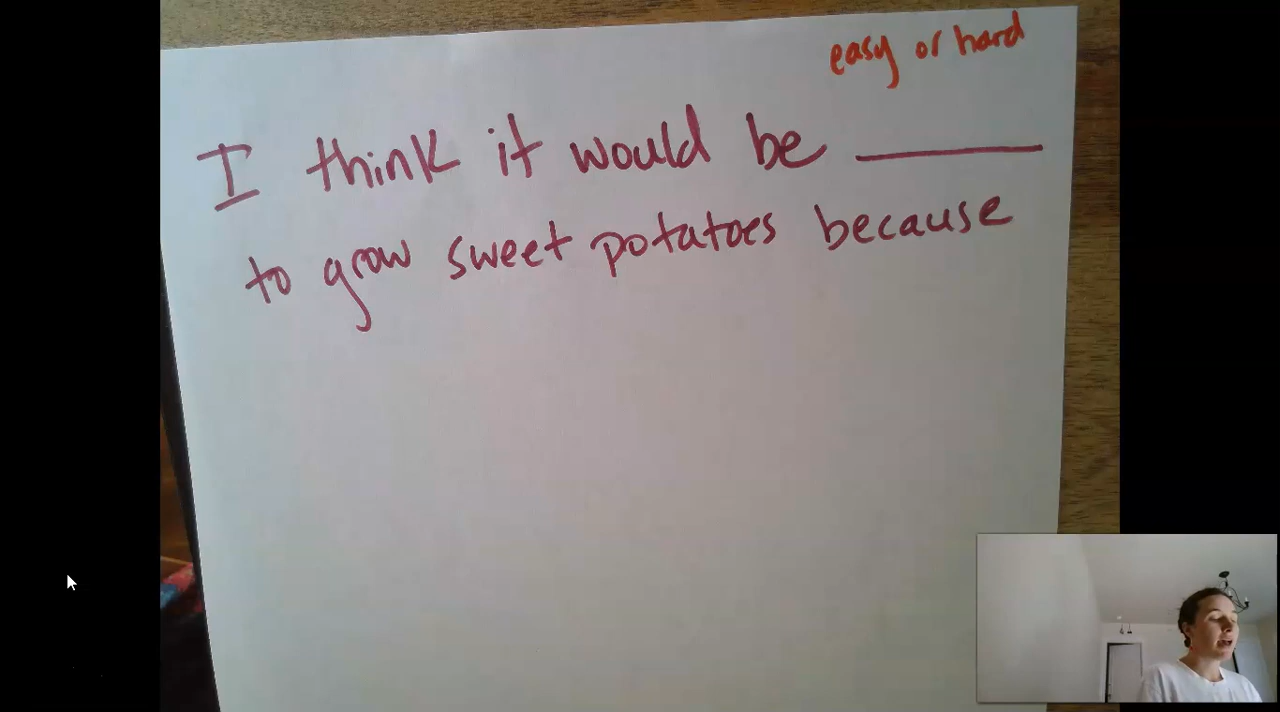 easy or hard
I think it would be ______
to grow sweet potatoes because